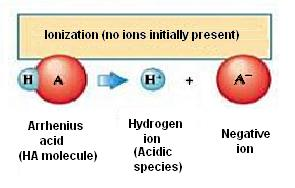 Ionization (no ions initially present)
H A H⁺ + A⁻
Arrhenius
acid
(HA molecule)
Hydrogen
ion
(Acidic
species)
Negative
ion